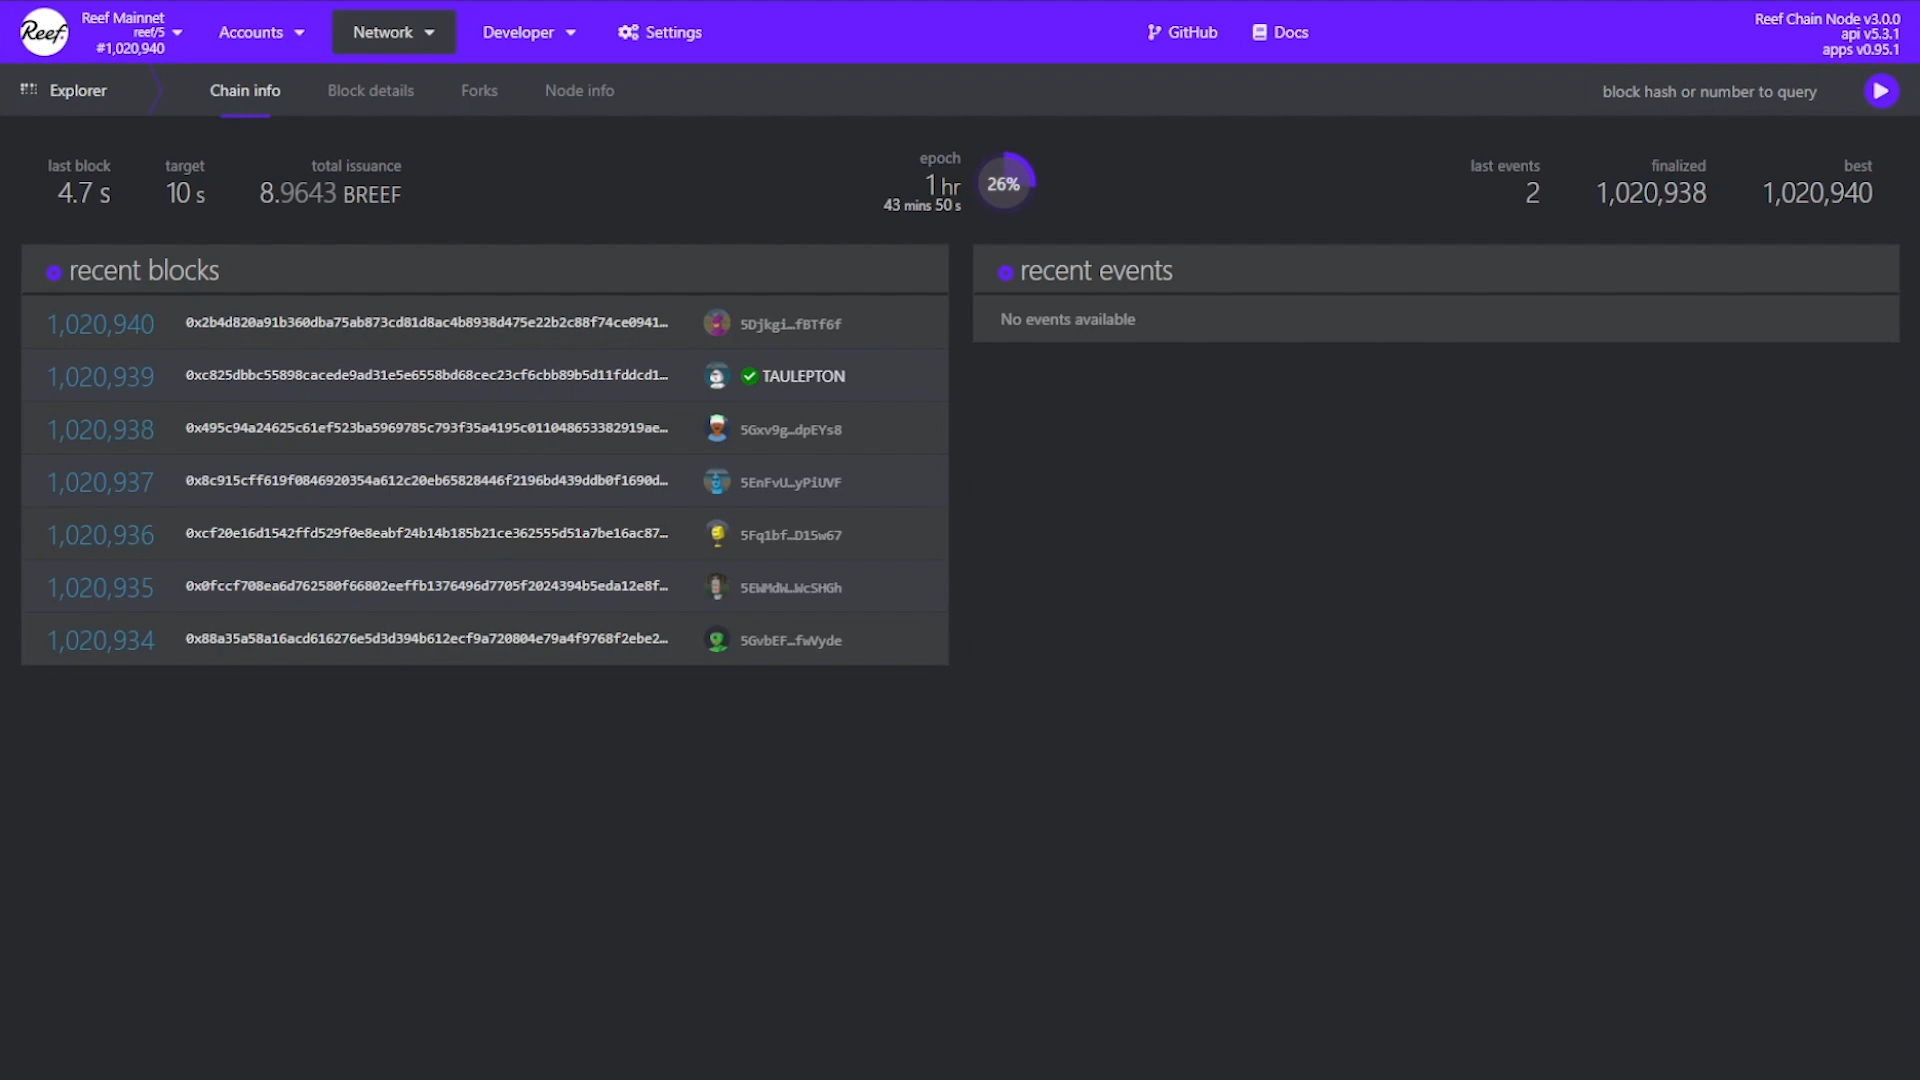 Reef.
Reef Mainnet
reef/5
#1,020,940
Accounts
Network
Developer
Settings
GitHub
Docs
Reef Chain Node v3.0.0
api v5.3.1
apps v0.95.1
Explorer
Chain info
Block details
Forks
Node info
block hash or number to query
last block
4.7 s
target
10 s
total issuance
8.9643 BREEF
epoch
1 hr
43 mins 50 s
26%
last events
2
finalized
1,020,938
best
1,020,940
recent blocks
1,020,940 0x2b4d820a91b360dba75ab873cd81d8ac4b8938d475e22b2c88f74ce0941… 5Djkgi…fBTf6f
1,020,939 0xc825dbbc55898cacede9ad31e5e6558bd68cec23cf6cbb89b5d11fddcd1… TAULEPTON
1,020,938 0x495c94a24625c61ef523ba5969785c793f35a4195c011048653382919ae… 5Gxv9g…dpEYs8
1,020,937 0x8c915cff619f0846920354a612c20eb65828446f2196bd439ddb0f1690d… 5EnFvU…yPiUVF
1,020,936 0xcf20e16d1542ffd529f0e8eabf24b14b185b21ce362555d51a7be16ac87… 5Fq1bf…D15w67
1,020,935 0x0fccf708ea6d762580f66802eeffb1376496d7705f2024394b5eda12e8f… 5EWMdW…WcSHGh
1,020,934 0x88a35a58a16acd616276e5d3d394b612ecf9a720804e79a4f9768f2ebe2… 5GvbEF…fwVyde
recent events
No events available